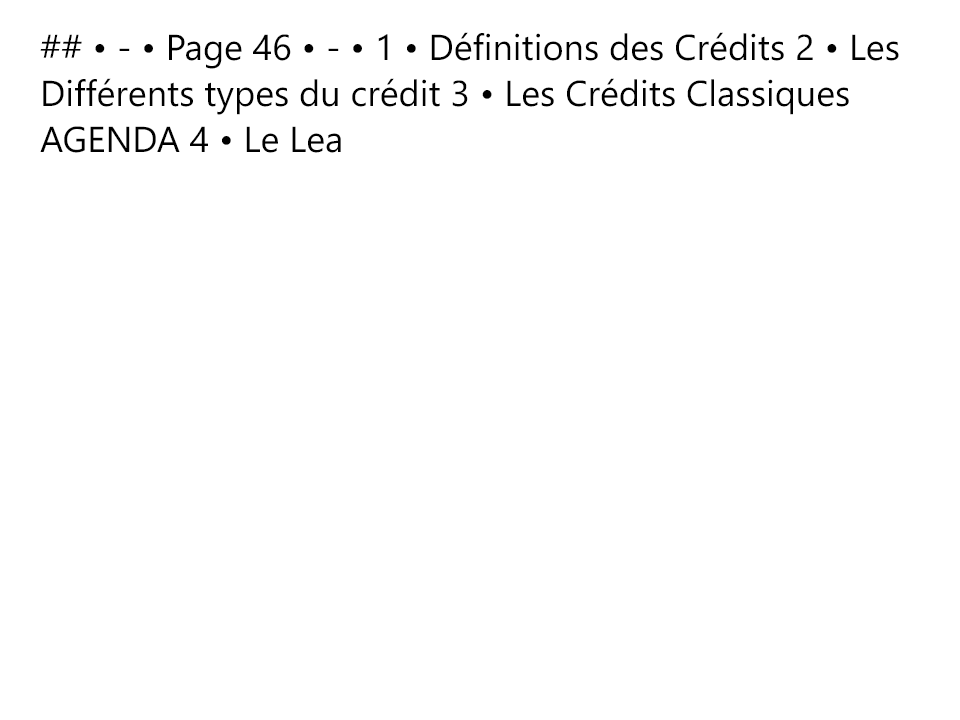 ## • - • Page 46 • - • 1 • Définitions des Crédits 2 • Les
Différents types du crédit 3 • Les Crédits Classiques
AGENDA 4 • Le Lea